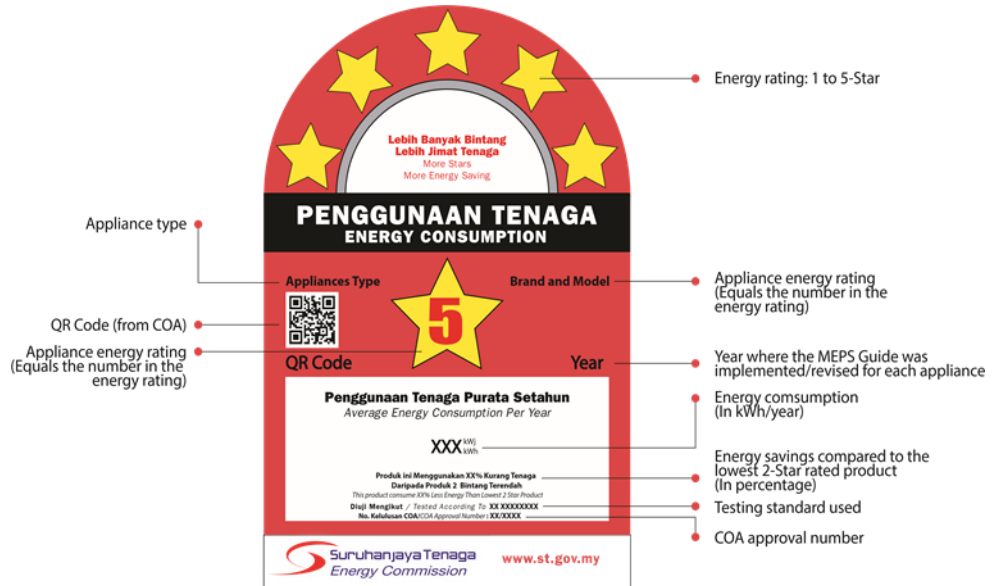 Energy rating: 1 to 5-Star
Lebih Banyak Bintang
Lebih Jimat Tenaga
More Stars
More Energy Saving
PENGGUNAAN TENAGA
ENERGY CONSUMPTION
Appliance type
Appliances Type
Brand and Model
Appliance energy rating
(Equals the number in the
energy rating)
5
QR Code (from COA)
Appliance energy rating
(Equals the number in the
energy rating)
QR Code
Year
Year where the MEPS Guide was
implemented/revised for each appliance
Penggunaan Tenaga Purata Setahun
Average Energy Consumption Per Year
Energy comsumption
(In kWh/year)
XXX kWj
kWh
Energy savings compared to the
lowest 2-Star rated product
(In percentage)
Produk ini Menggunakan XX% Kurang Tenaga
Daripada Produk 2 Bintang Terendah
This product consume XX% Less Energy Than Lowest 2 Star Product
Diuji Mengikut / Tested According To XX XXXXXXXX
Testing standard used
No. Kelulusan COA/COA Approval Number: XX/XXXX
COA approval number
Suruhanjaya Tenaga
Energy Commission
www.st.gov.my